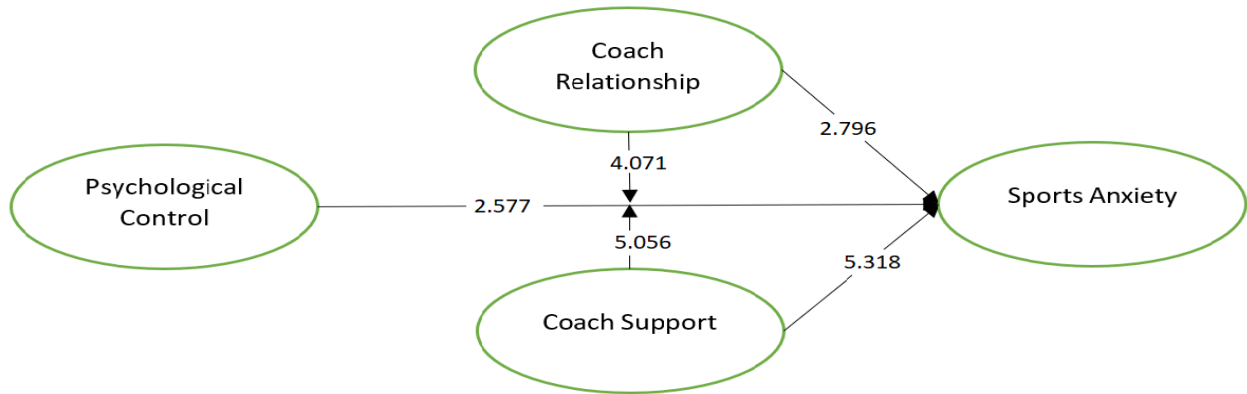 Coach
Relationship
2.796
4.071
Psychological
Control
2.577
Sports Anxiety
5.056
5.318
Coach Support